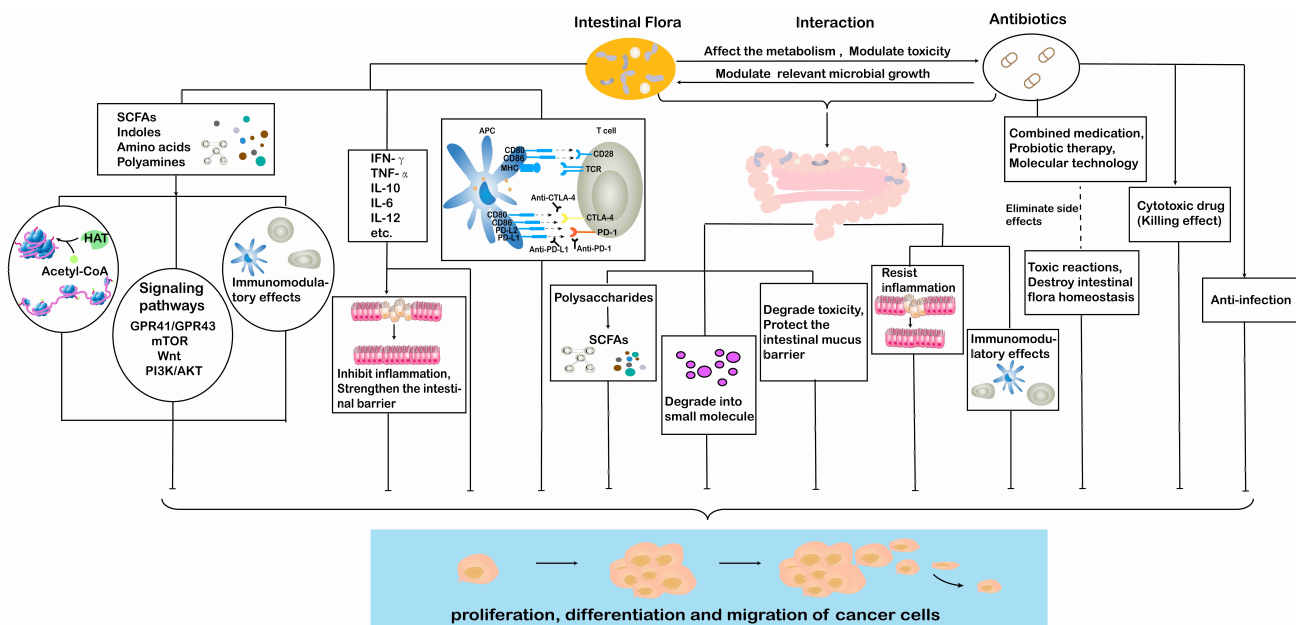 Intestinal Flora
Interaction
Antibiotics
Affect the metabolism , Modulate toxicity
Modulate relevant microbial growth
SCFAs
Indoles
Amino acids
Polyamines
HAT
Acetyl-CoA
Signaling
pathways
GPR41/GPR43
mTOR
Wnt
PI3K/AKT
Immunomodula-
tory effects
IFN- γ
TNF- α
IL-10
IL-6
IL-12
etc.
Inhibit inflammation,
Strengthen the intesti-
nal barrier
APC
T cell
CD80
CD86
MHC
CD28
TCR
Anti-CTLA-4
CD80
CD86
PD-L2
PD-L1
CTLA-4
PD-1
Anti-PD-L1
Anti-PD-1
Polysaccharides
SCFAs
Degrade into
small molecule
Degrade toxicity,
Protect the
intestinal mucus
barrier
Resist
inflammation
Immunomodu-
latory effects
Combined medication,
Probiotic therapy,
Molecular technology
Eliminate side
effects
Toxic reactions,
Destroy intestinal
flora homeostasis
Cytotoxic drug
(Killing effect)
Anti-infection
proliferation, differentiation and migration of cancer cells